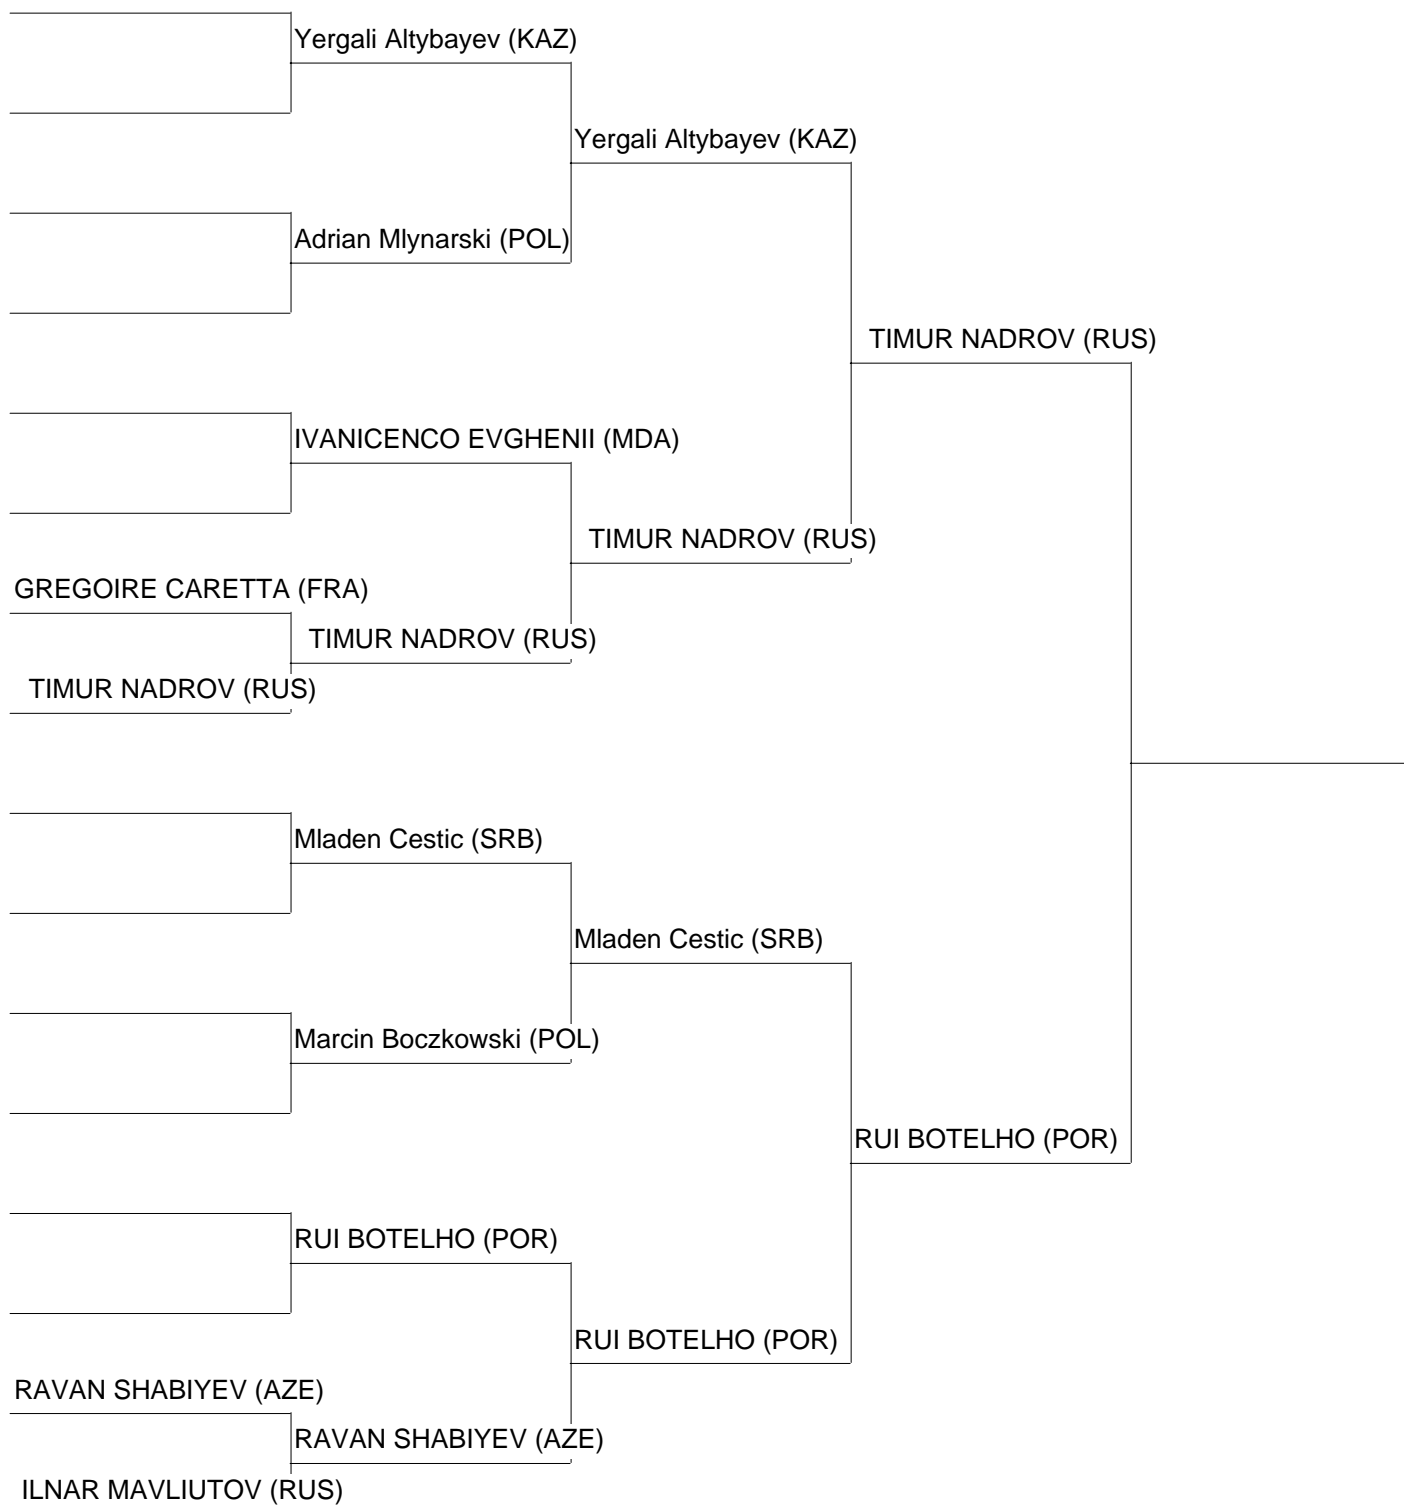 Yergali Altybayev (KAZ)
Yergali Altybayev (KAZ)
Adrian Mlynarski (POL)
TIMUR NADROV (RUS)
IVANICENCO EVGHENII (MDA)
TIMUR NADROV (RUS)
GREGOIRE CARETTA (FRA)
TIMUR NADROV (RUS)
TIMUR NADROV (RUS)
Mladen Cestic (SRB)
Mladen Cestic (SRB)
Marcin Boczkowski (POL)
RUI BOTELHO (POR)
RUI BOTELHO (POR)
RUI BOTELHO (POR)
RAVAN SHABIYEV (AZE)
RAVAN SHABIYEV (AZE)
ILNAR MAVLIUTOV (RUS)